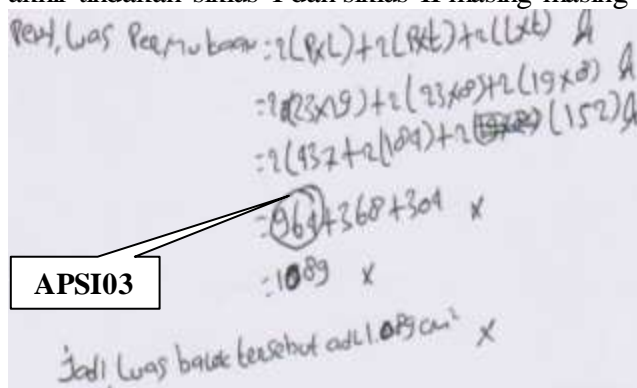 akhir tindakan siklus I dan siklus II masing-masing
Luas Permukaan = 2(PxL)+2(Pxt)+2(Lxt)
= 2(23x19)+2(23x8)+2(19x8)
= 2(437+2(184)+2 (152)
= 964+368+304 x
APSI03
= 1089 x
Jadi Luas balok tersebut adl 1.089 cm² x